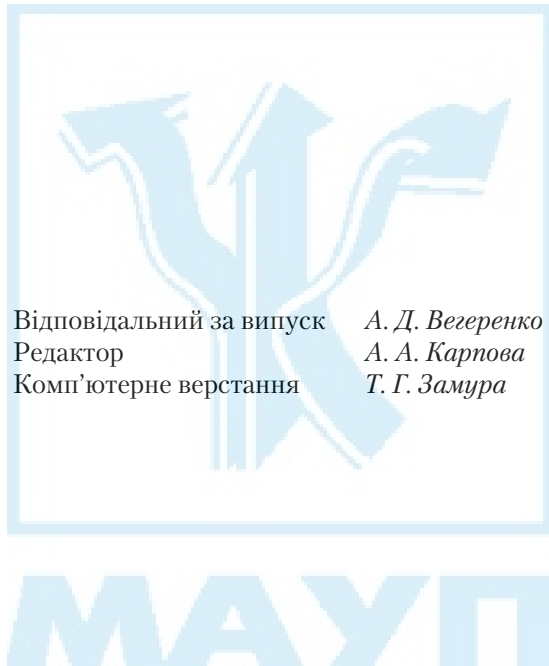 Відповідальний за випуск А. Д. Вегеренко
Редактор А. А. Карпова
Комп’ютерне верстання Т. Г. Замура
МАУП